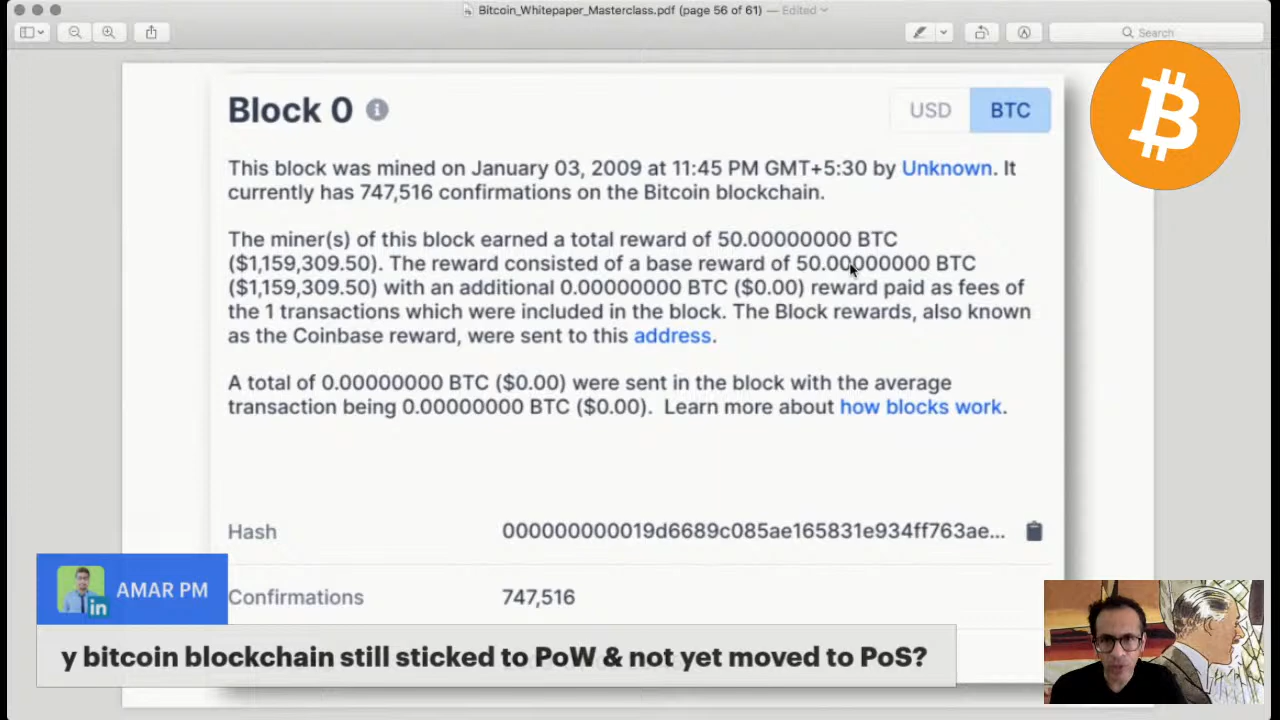 Bitcoin_Whitepaper_Masterclass.pdf (page 56 of 61) — Edited
Search
Block 0
USD BTC
This block was mined on January 03, 2009 at 11:45 PM GMT+5:30 by Unknown. It
currently has 747,516 confirmations on the Bitcoin blockchain.
The miner(s) of this block earned a total reward of 50.00000000 BTC
($1,159,309.50). The reward consisted of a base reward of 50.00000000 BTC
($1,159,309.50) with an additional 0.00000000 BTC ($0.00) reward paid as fees of
the 1 transactions which were included in the block. The Block rewards, also known
as the Coinbase reward, were sent to this address.
A total of 0.00000000 BTC ($0.00) were sent in the block with the average
transaction being 0.00000000 BTC ($0.00). Learn more about how blocks work.
Hash 000000000019d6689c085ae165831e934ff763ae...
AMAR PM
in
Confirmations 747,516
y bitcoin blockchain still sticked to PoW & not yet moved to PoS?